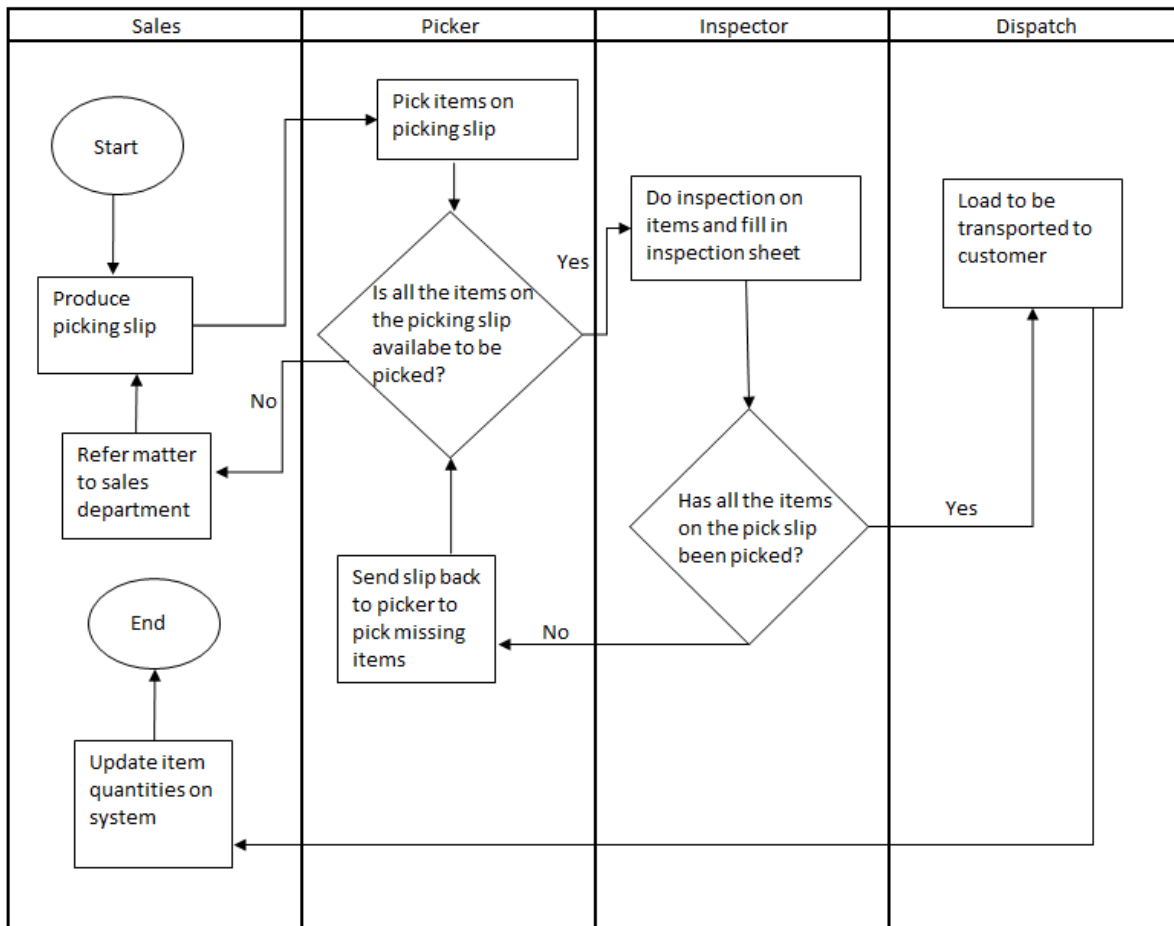 Sales
Picker
Inspector
Dispatch
Start
Produce
picking slip
Refer matter
to sales
department
End
Update item
quantities on
system
Pick items on
picking slip
Is all the items on
the picking slip
availabe to be
picked?
Yes
No
Send slip back
to picker to
pick missing
items
Do inspection on
items and fill in
inspection sheet
Has all the items
on the pick slip
been picked?
No
Yes
Load to be
transported to
customer